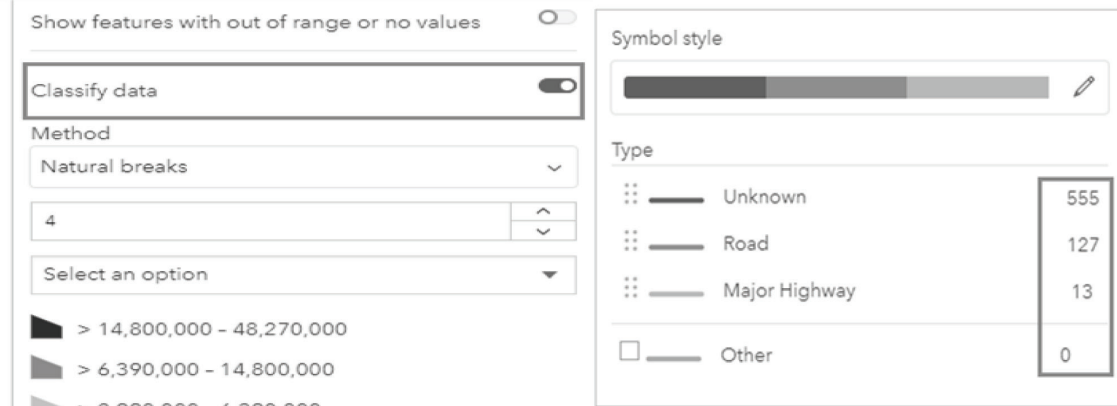 Show features with out of range or no values
Classify data
Method
Natural breaks
4
Select an option
> 14,800,000 – 48,270,000
> 6,390,000 – 14,800,000
Symbol style
Type
Unknown 555
Road 127
Major Highway 13
Other 0